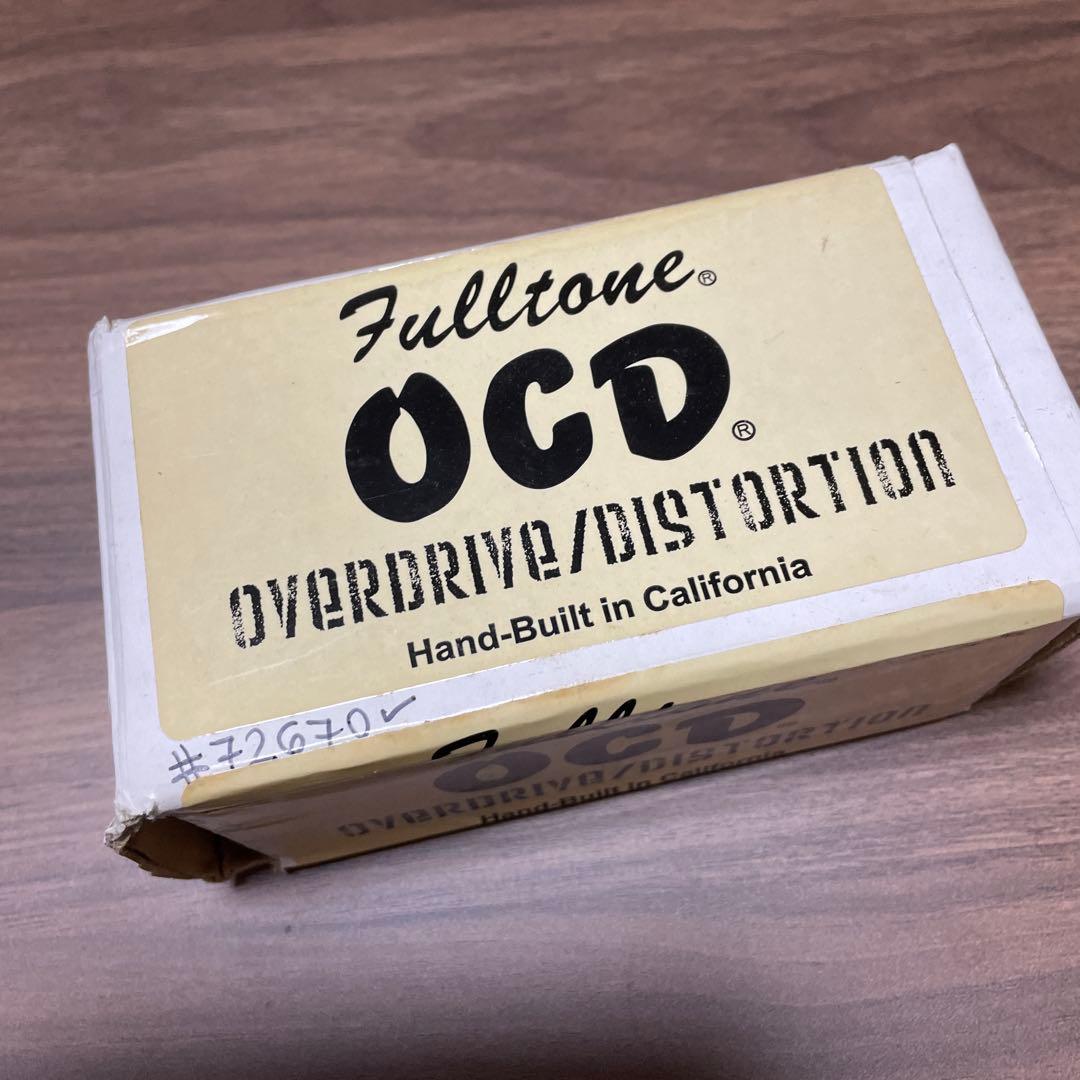 Fulltone®
OCD®
OVERDRIVE/DISTORTION
Hand-Built in California
#72670✓
OCD
OVERDRIVE/DISTORTION
Hand-Built in California